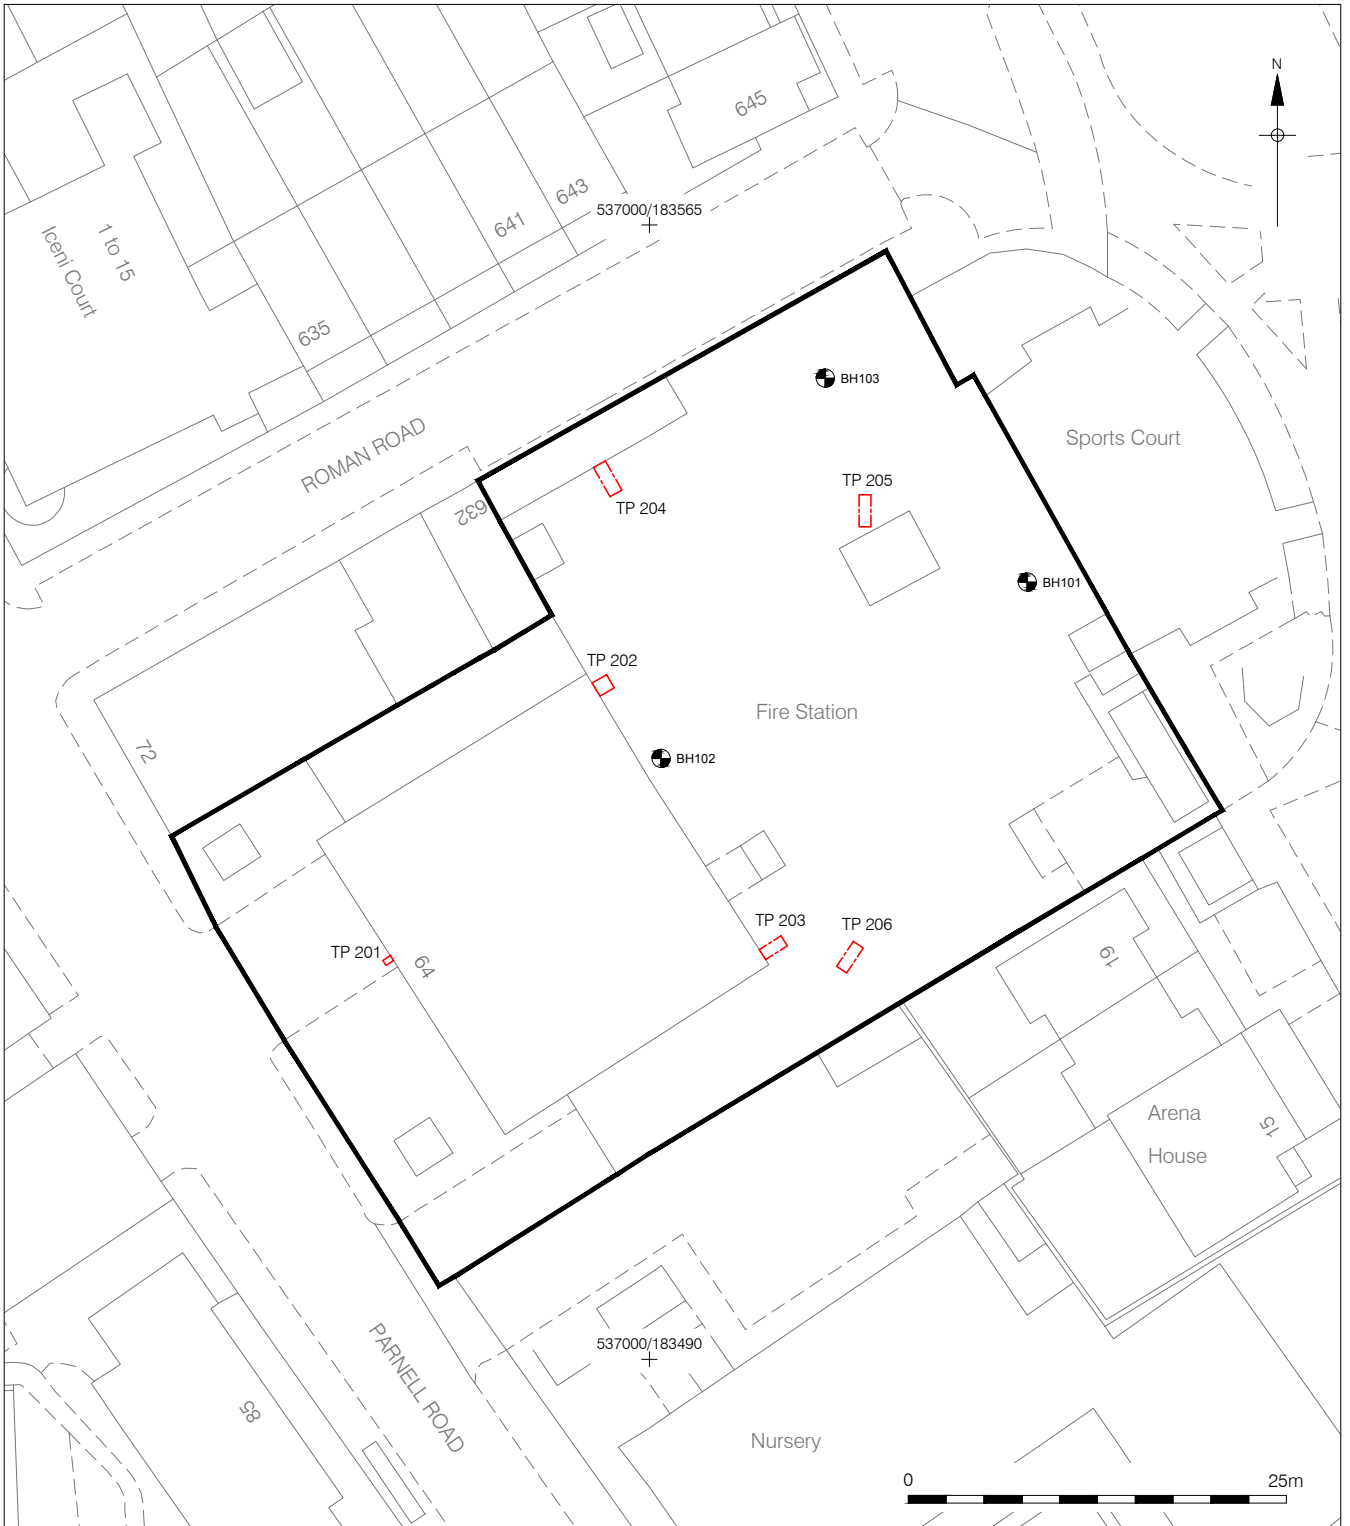 N
645
643
537000/183565
641
1 to 15
Iceni Court
635
BH103
ROMAN ROAD
Sports Court
TP 205
632
TP 204
BH101
TP 202
Fire Station
72
BH102
TP 203
TP 206
TP 201
64
19
Arena
House
15
537000/183490
PARNELL ROAD
85
Nursery
0
25m